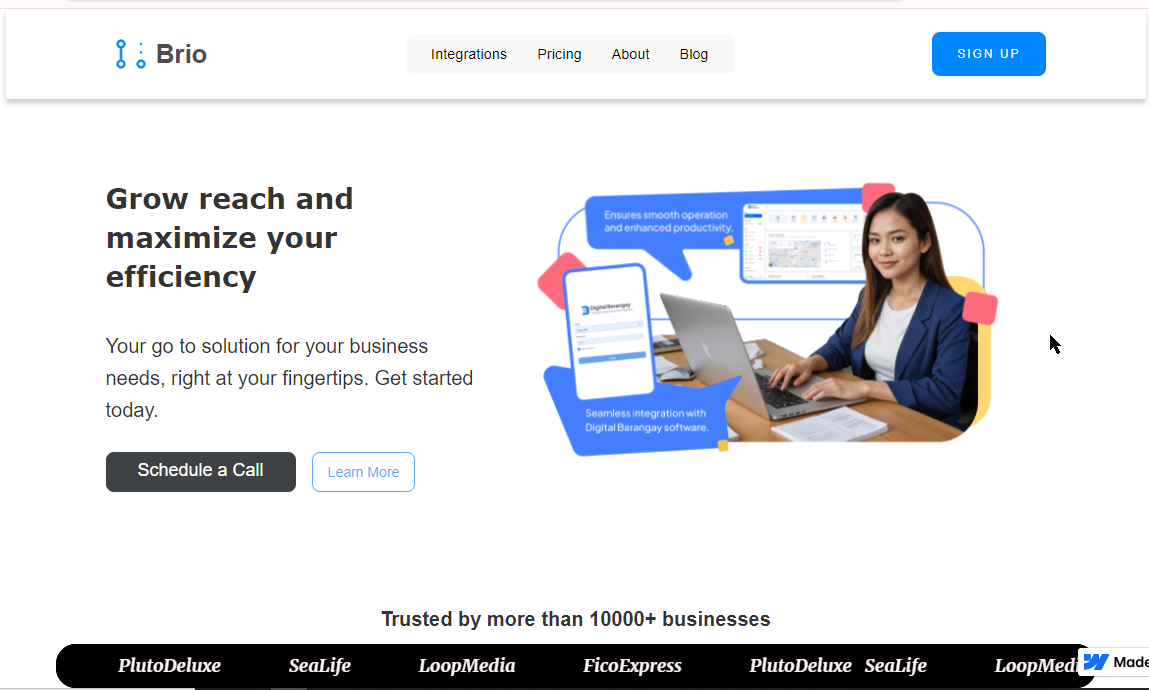 Brio
Integrations Pricing About Blog
SIGN UP
Grow reach and
maximize your
efficiency
Your go to solution for your business
needs, right at your fingertips. Get started
today.
Schedule a Call
Learn More
Ensures smooth operation
and enhanced productivity.
Digital Barangay
Seamless integration with
Digital Barangay software.
Trusted by more than 10000+ businesses
PlutoDeluxe SeaLife LoopMedia FicoExpress PlutoDeluxe SeaLife LoopMedi
Made